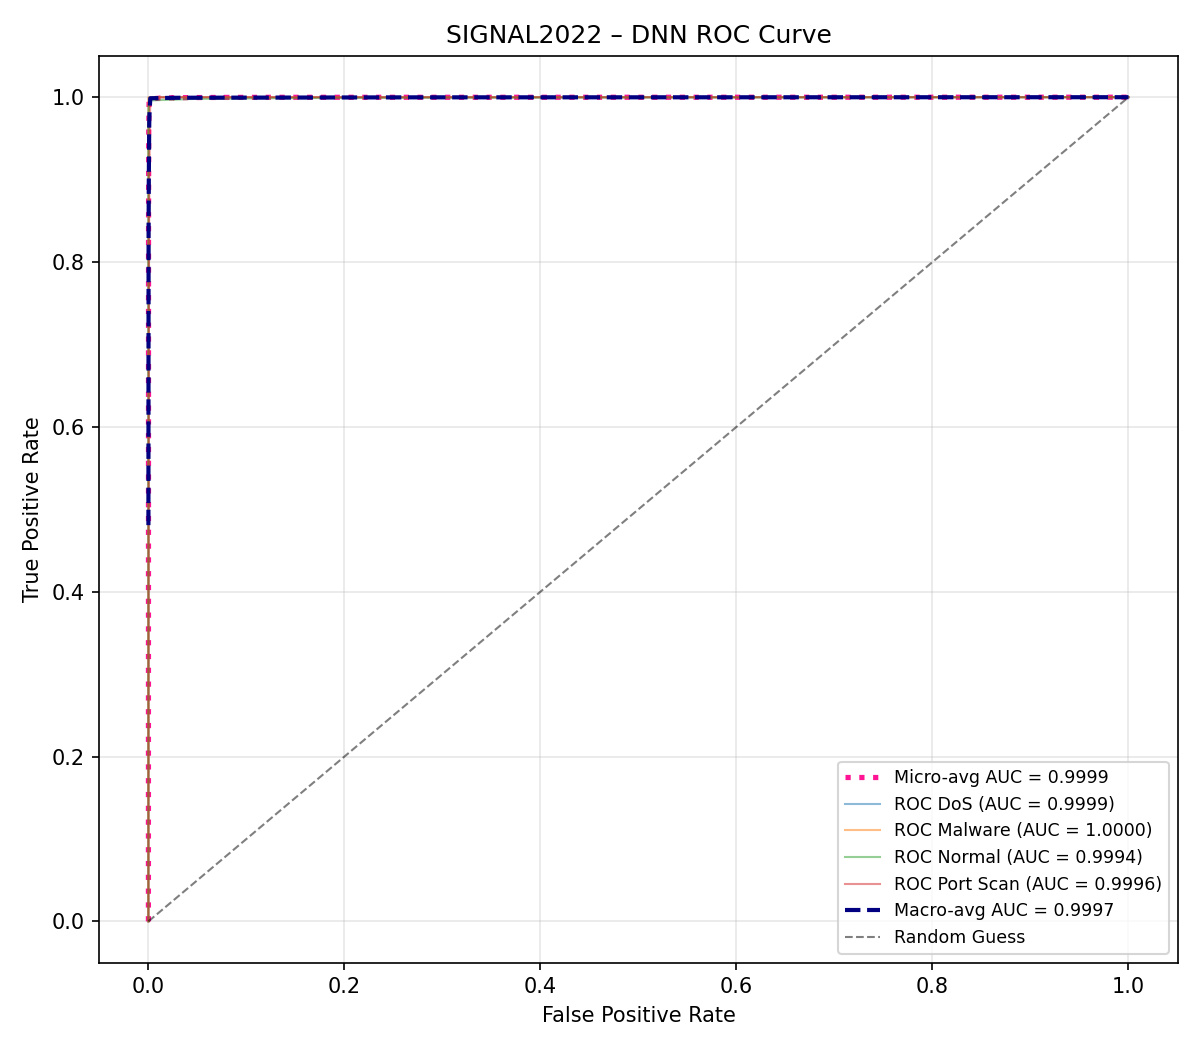 SIGNAL2022 – DNN ROC Curve
True Positive Rate
1.0
0.8
0.6
0.4
0.2
0.0
Micro-avg AUC = 0.9999
ROC DoS (AUC = 0.9999)
ROC Malware (AUC = 1.0000)
ROC Normal (AUC = 0.9994)
ROC Port Scan (AUC = 0.9996)
Macro-avg AUC = 0.9997
Random Guess
0.0 0.2 0.4 0.6 0.8 1.0
False Positive Rate